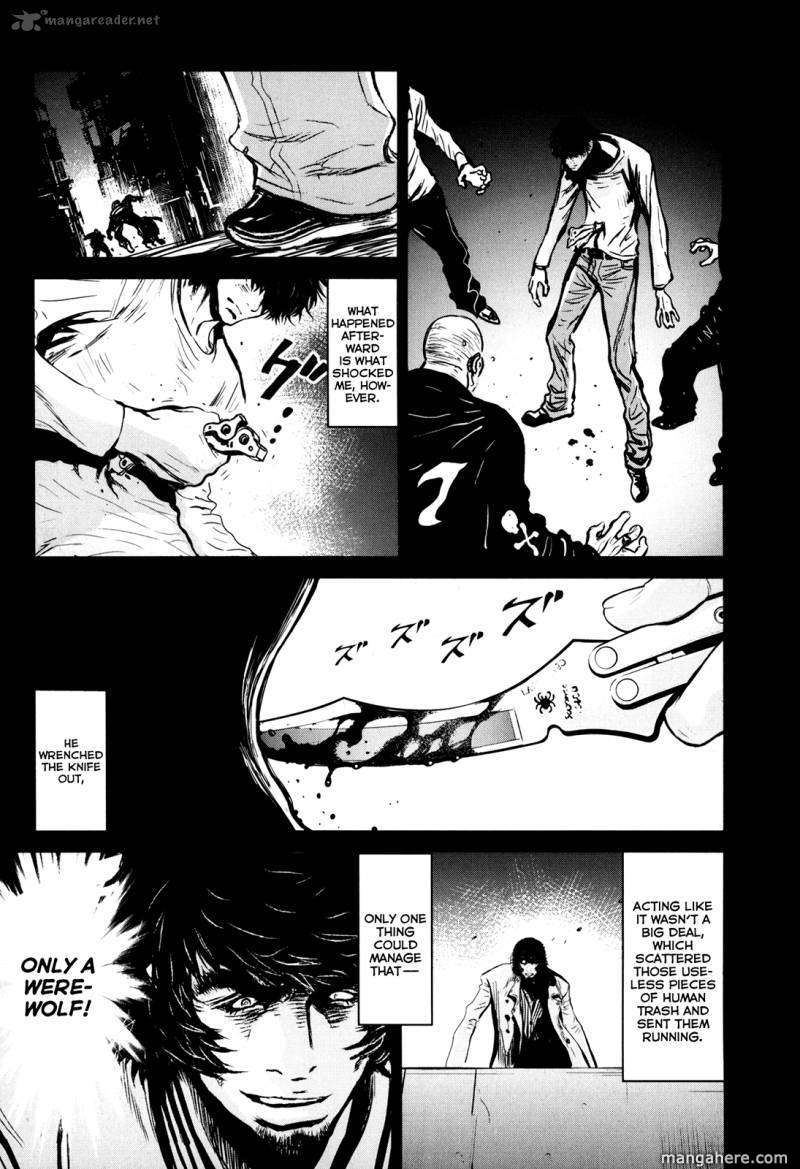 mangareader.net
WHAT
HAPPENED
AFTER-
WARD
IS WHAT
SHOCKED
ME, HOW-
EVER.
グッ
ズズズズ
HE
WRENCHED
THE KNIFE
OUT,
ACTING LIKE
IT WASN'T A
BIG DEAL,
WHICH
SCATTERED
THOSE USE-
LESS PIECES
OF HUMAN
TRASH AND
SENT THEM
RUNNING.
ONLY ONE
THING
COULD
MANAGE
THAT—
ONLY A
WERE-
WOLF!
mangahere.com